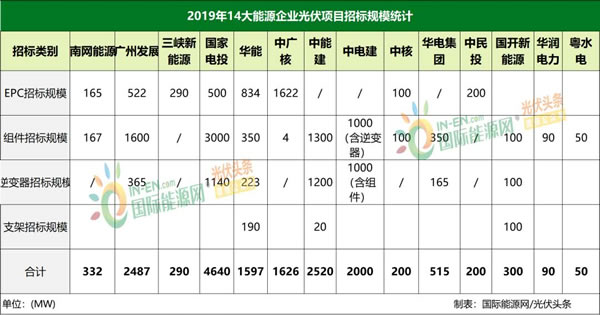 2019年14大能源企业光伏项目招标规模统计
招标类别 南网能源 广州发展 三峡新能源 国家电投 华能 中广核 中能建 中电建 中核 华电集团 中民投 国开新能源 华润电力 粤水电
EPC招标规模 165 522 290 500 834 1622 / / 100 / 200
组件招标规模 167 1600 / 3000 350 4 1300 1000(含逆变器) 100 350 / 100 90 50
逆变器招标规模 / 365 1140 223 / 1200 1000(含组件) / 165 / 100
支架招标规模 190 20 100
合计 332 2487 290 4640 1597 1626 2520 2000 200 515 200 300 90 50
单位：(MW) 制表：国际能源网/光伏头条
IN-EN.com 光伏头条
国际能源网
IN-EN.com 光伏头条
国际能源网